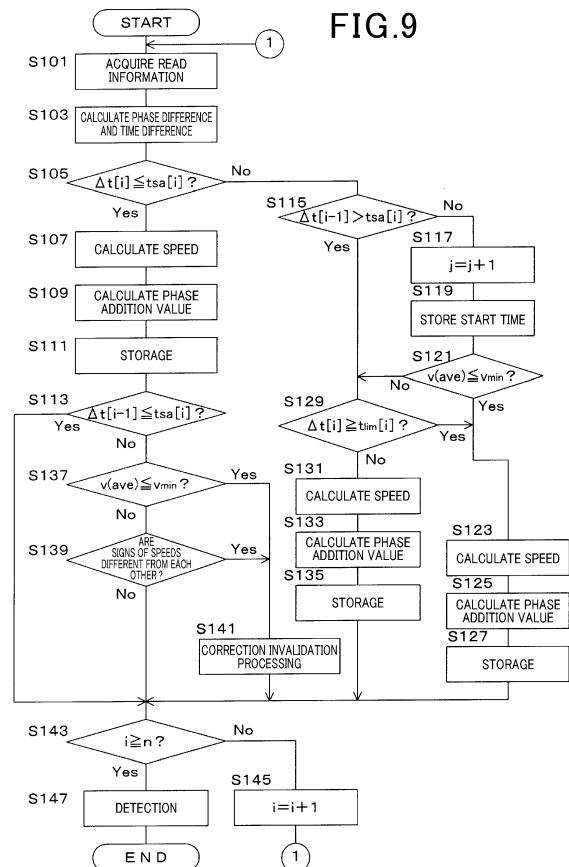 FIG.9
START
1
S101
ACQUIRE READ
INFORMATION
S103
CALCULATE PHASE DIFFERENCE
AND TIME DIFFERENCE
S105
Δt[i]≦tsa[i]?
No
Yes
S107
CALCULATE SPEED
S109
CALCULATE PHASE
ADDITION VALUE
S111
STORAGE
S113
Δt[i-1]≦tsa[i]?
Yes
No
S115
Δt[i-1]>tsa[i]?
No
Yes
S117
j=j+1
S119
STORE START TIME
S121
v(ave)≦vmin?
No
Yes
S129
Δt[i]≧tlim[i]?
Yes
No
S131
CALCULATE SPEED
S133
CALCULATE PHASE
ADDITION VALUE
S135
STORAGE
S123
CALCULATE SPEED
S125
CALCULATE PHASE
ADDITION VALUE
S127
STORAGE
S137
v(ave)≦vmin?
Yes
No
S139
ARE
SIGNS OF SPEEDS
DIFFERENT FROM EACH
OTHER?
Yes
No
S141
CORRECTION INVALIDATION
PROCESSING
S143
i≧n?
No
Yes
S145
i=i+1
1
S147
DETECTION
END